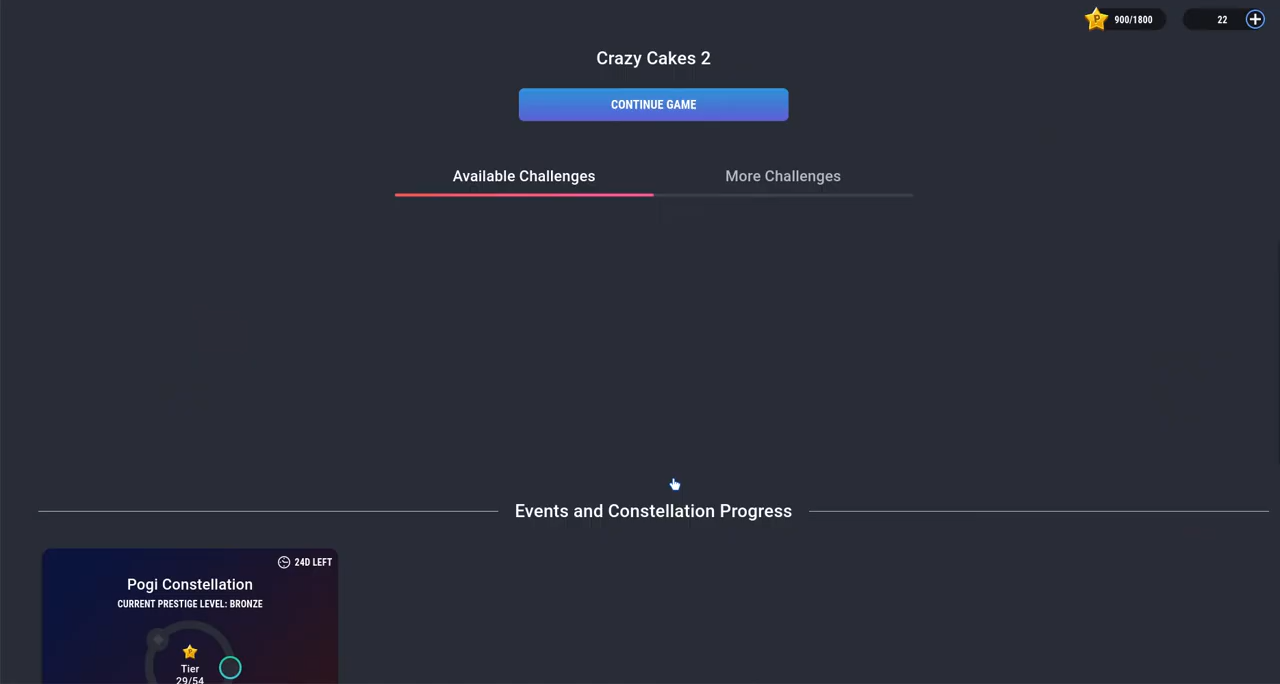 900/1800
22
Crazy Cakes 2
CONTINUE GAME
Available Challenges
More Challenges
Events and Constellation Progress
24D LEFT
Pogi Constellation
CURRENT PRESTIGE LEVEL: BRONZE
P
Tier
29/54